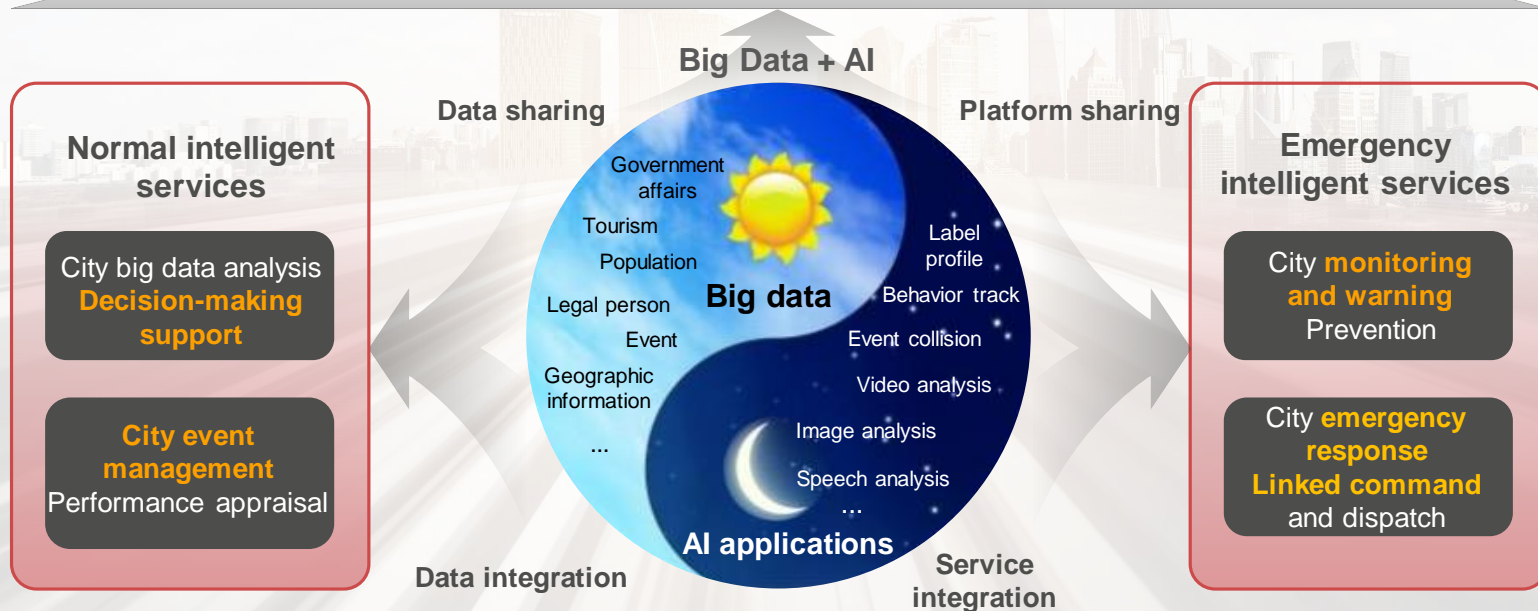 Big Data + AI
Data sharing
Platform sharing
Normal intelligent
services
City big data analysis
Decision-making
support
City event
management
Performance appraisal
Government
affairs
Tourism
Population
Legal person
Event
Geographic
information
...
Big data
Label
profile
Behavior track
Event collision
Video analysis
Image analysis
Speech analysis
...
AI applications
Emergency
intelligent services
City monitoring
and warning
Prevention
City emergency
response
Linked command
and dispatch
Data integration
Service
integration